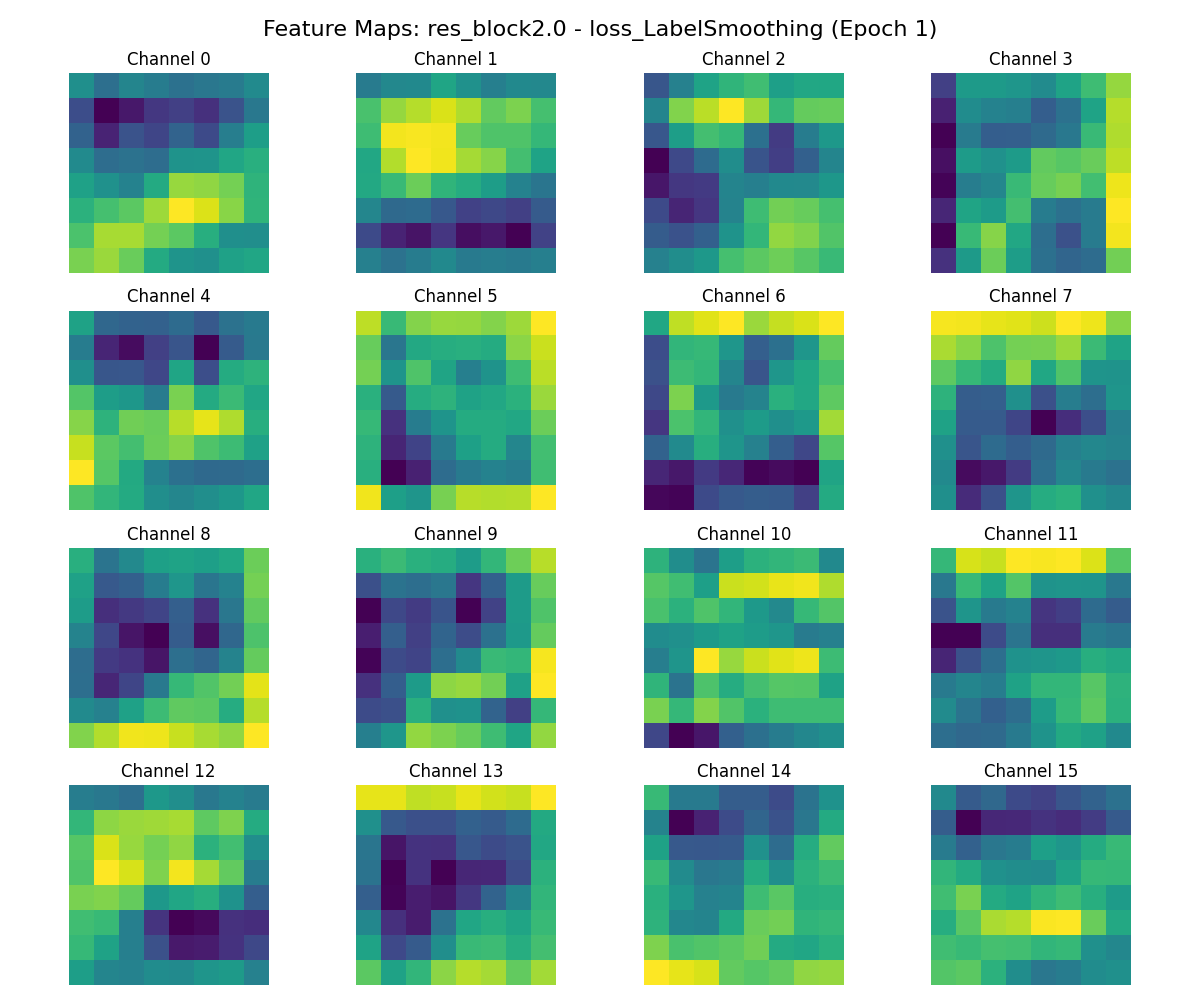 Feature Maps: res_block2.0 - loss_LabelSmoothing (Epoch 1)
Channel 0
Channel 1
Channel 2
Channel 3
Channel 4
Channel 5
Channel 6
Channel 7
Channel 8
Channel 9
Channel 10
Channel 11
Channel 12
Channel 13
Channel 14
Channel 15